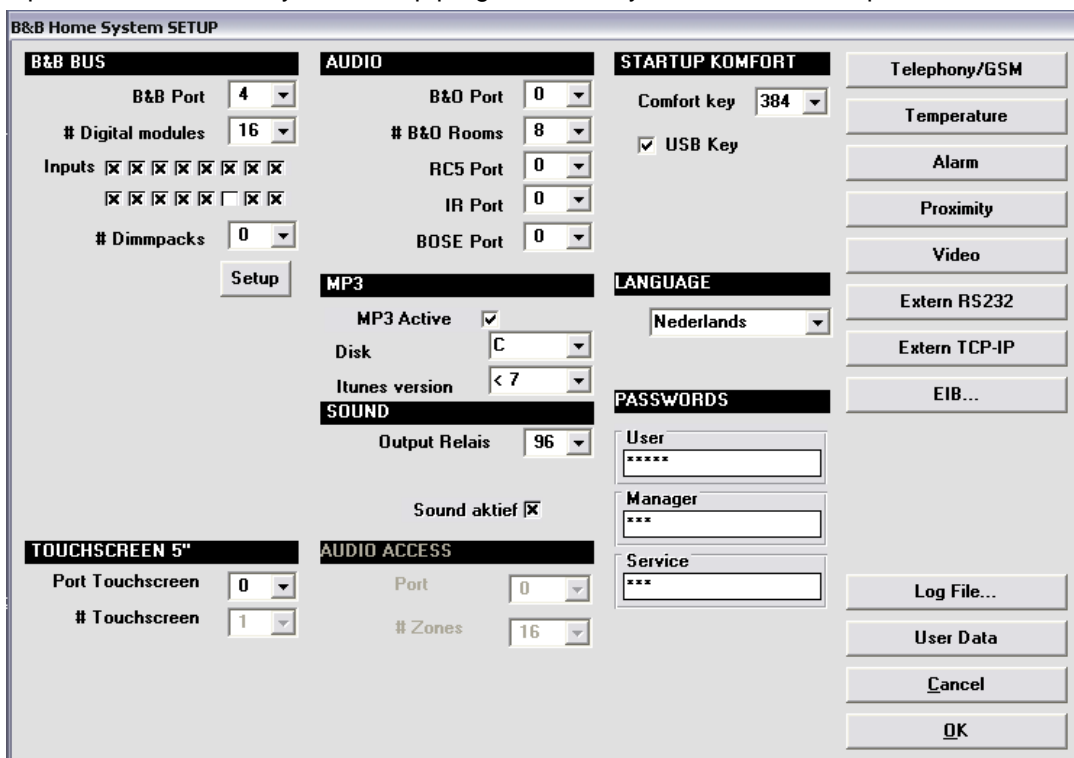 B&B Home System SETUP
B&B BUS
B&B Port 4
# Digital modules 16
Inputs
# Dimmpacks 0
Setup
TOUCHSCREEN 5"
Port Touchscreen 0
# Touchscreen 1
AUDIO
B&O Port 0
# B&O Rooms 8
RC5 Port 0
IR Port 0
BOSE Port 0
MP3
MP3 Active
Disk C
Itunes version < 7
SOUND
Output Relais 96
Sound aktief
AUDIO ACCESS
Port 0
# Zones 16
STARTUP KOMFORT
Comfort key 384
USB Key
LANGUAGE
Nederlands
PASSWORDS
User
*****
Manager
***
Service
***
Telephony/GSM
Temperature
Alarm
Proximity
Video
Extern RS232
Extern TCP-IP
EIB...
Log File...
User Data
Cancel
OK